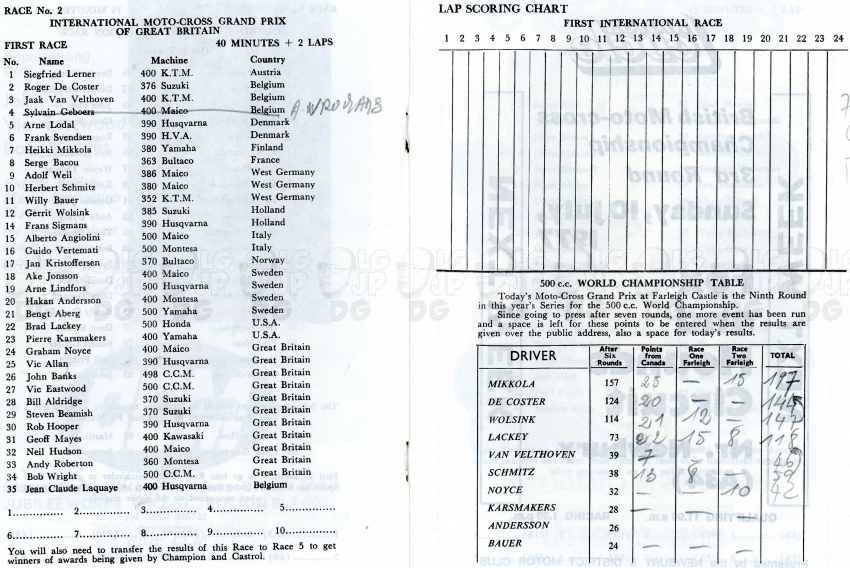 RACE No. 2
INTERNATIONAL MOTO-CROSS GRAND PRIX
OF GREAT BRITAIN
FIRST RACE 40 MINUTES + 2 LAPS
No. Name Machine Country
1 Siegfried Lerner 400 K.T.M. Austria
2 Roger De Coster 376 Suzuki Belgium
3 Jaak Van Velthoven 400 K.T.M. Belgium
4 Sylvain Geboers 400 Maico Belgium
5 Arne Lodal 390 Husqvarna Denmark
6 Frank Svendsen 390 H.V.A. Denmark
7 Heikki Mikkola 380 Yamaha Finland
8 Serge Bacou 363 Bultaco France
9 Adolf Weil 386 Maico West Germany
10 Herbert Schmitz 380 Maico West Germany
11 Willy Bauer 352 K.T.M. West Germany
12 Gerrit Wolsink 385 Suzuki Holland
14 Frans Sigmans 390 Husqvarna Holland
15 Alberto Angiolini 500 Maico Italy
16 Guido Vertemati 500 Montesa Italy
17 Jan Kristoffersen 370 Bultaco Norway
18 Ake Jonsson 400 Maico Sweden
19 Arne Lindfors 500 Husqvarna Sweden
20 Hakan Andersson 400 Montesa Sweden
21 Bengt Aberg 500 Yamaha Sweden
22 Brad Lackey 500 Honda U.S.A.
23 Pierre Karsmakers 400 Yamaha U.S.A.
24 Graham Noyce 400 Maico Great Britain
25 Vic Allan 390 Husqvarna Great Britain
26 John Banks 498 C.C.M. Great Britain
27 Vic Eastwood 500 C.C.M. Great Britain
28 Bill Aldridge 370 Suzuki Great Britain
29 Steven Beamish 370 Suzuki Great Britain
30 Rob Hooper 390 Husqvarna Great Britain
31 Geoff Mayes 400 Kawasaki Great Britain
32 Neil Hudson 400 Maico Great Britain
33 Andy Roberton 360 Montesa Great Britain
34 Bob Wright 500 C.C.M. Great Britain
35 Jean Claude Laquaye 400 Husqvarna Belgium
1............... 2............... 3............... 4............... 5...............
6............... 7............... 8............... 9............... 10...............
You will also need to transfer the results of this Race to Race 5 to get
winners of awards being given by Champion and Castrol.
LAP SCORING CHART
FIRST INTERNATIONAL RACE
1 2 3 4 5 6 7 8 9 10 11 12 13 14 15 16 17 18 19 20 21 22 23 24
500 c.c. WORLD CHAMPIONSHIP TABLE
Today's Moto-Cross Grand Prix at Farleigh Castle is the Ninth Round
in this year's Series for the 500 c.c. World Championship.
Since going to press after seven rounds, one more event has been run
and a space is left for these points to be entered when the results are
given over the public address, also a space for today's results.
DRIVER After Six Rounds Points from Canada Race One Farleigh Race Two Farleigh TOTAL
MIKKOLA 157 25 — 15 197
DE COSTER 124 20 — — 144
WOLSINK 114 21 12 — 147
LACKEY 73 22 15 8 118
VAN VELTHOVEN 39 7 46
SCHMITZ 38 13 8 — 59
NOYCE 32 — — 10 42
KARSMAKERS 28 — — —
ANDERSSON 26
BAUER 24 — — —